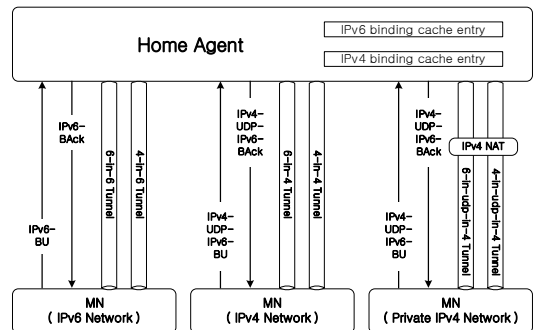 Home Agent
IPv6 binding cache entry
IPv4 binding cache entry
IPv6-
BAck
IPv6-
BU
6-in-6 Tunnel
4-in-6 Tunnel
IPv4-
UDP-
IPv6-
BAck
IPv4-
UDP-
IPv6-
BU
6-in-4 Tunnel
4-in-4 Tunnel
IPv4-
UDP-
IPv6-
BAck
IPv4-
UDP-
IPv6-
BU
IPv4 NAT
6-in-udp-in-4 Tunnel
4-in-udp-in-4 Tunnel
MN
( IPv6 Network )
MN
( IPv4 Network )
MN
( Private IPv4 Network )